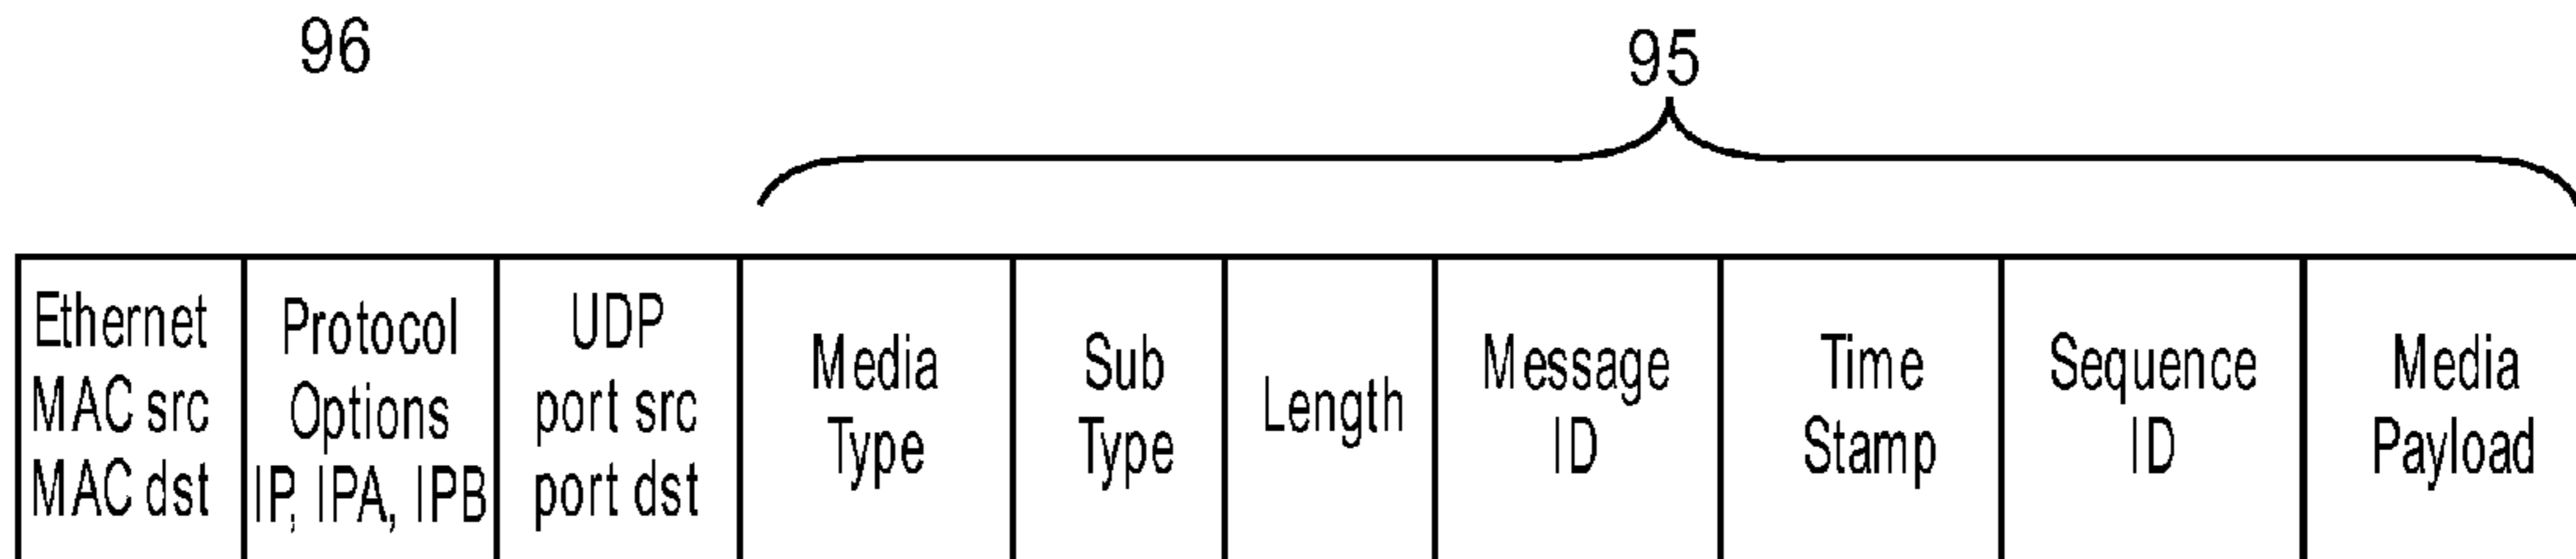 96
95
Ethernet
MAC src
MAC dst
Protocol
Options
IP, IPA, IPB
UDP
port src
port dst
Media
Type
Sub
Type
Length
Message
ID
Time
Stamp
Sequence
ID
Media
Payload